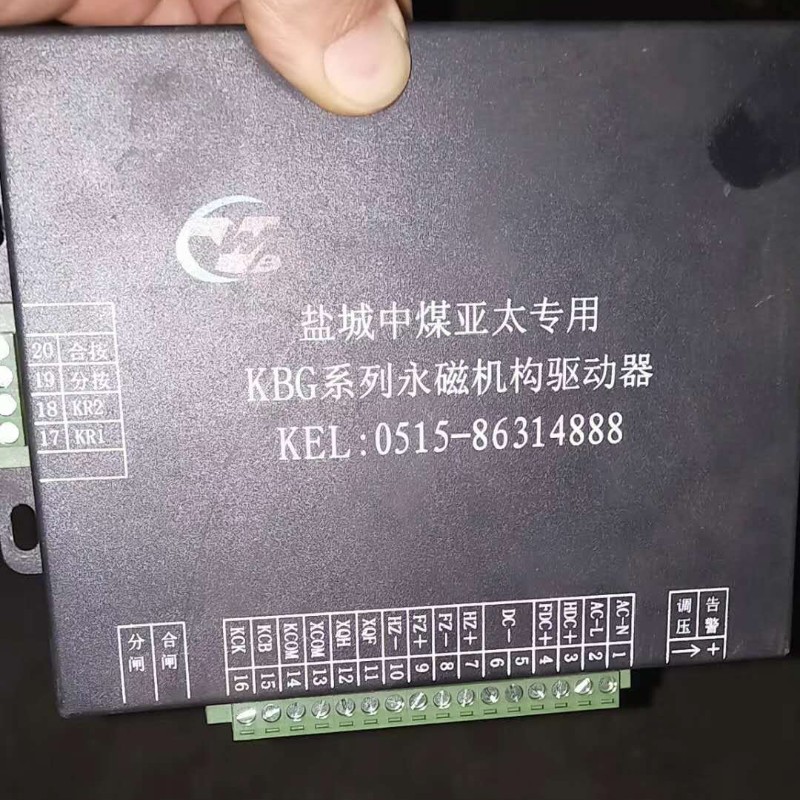 盐城中煤亚太专用
KBG系列永磁机构驱动器
KEL:0515-86314888
20 合按
19 分按
18 KR2
17 KR1
分闸
合闸
KCK 16
KCB 15
KCOM 14
XCOM 13
XQH 12
XQF 11
HZ- 10
FZ+ 9
FZ- 8
HZ+ 7
DC- 6 5
FDC+ 4
HDC+ 3
AC-L 2
AC-N 1
调压 →
告警 +